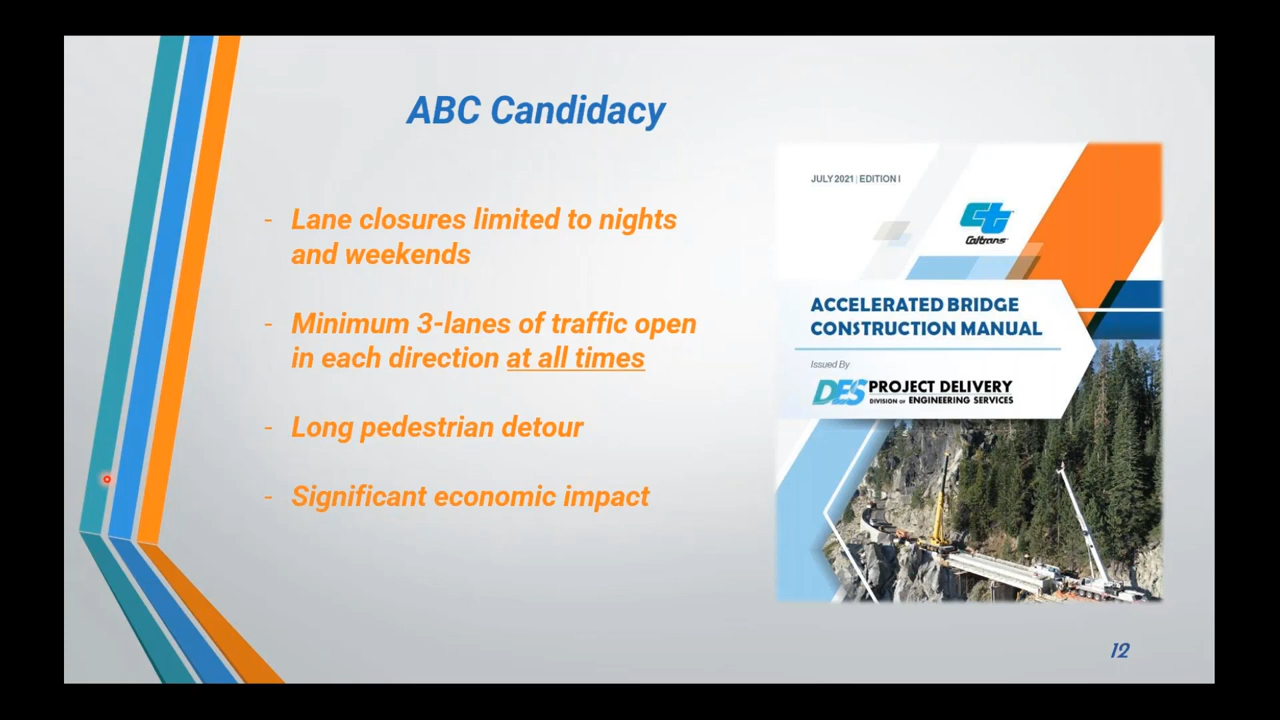 ABC Candidacy
- Lane closures limited to nights
and weekends
- Minimum 3-lanes of traffic open
in each direction at all times
- Long pedestrian detour
- Significant economic impact
JULY 2021 | EDITION I
ct
Caltrans
ACCELERATED BRIDGE
CONSTRUCTION MANUAL
Issued By
DES PROJECT DELIVERY
DIVISION OF ENGINEERING SERVICES
12